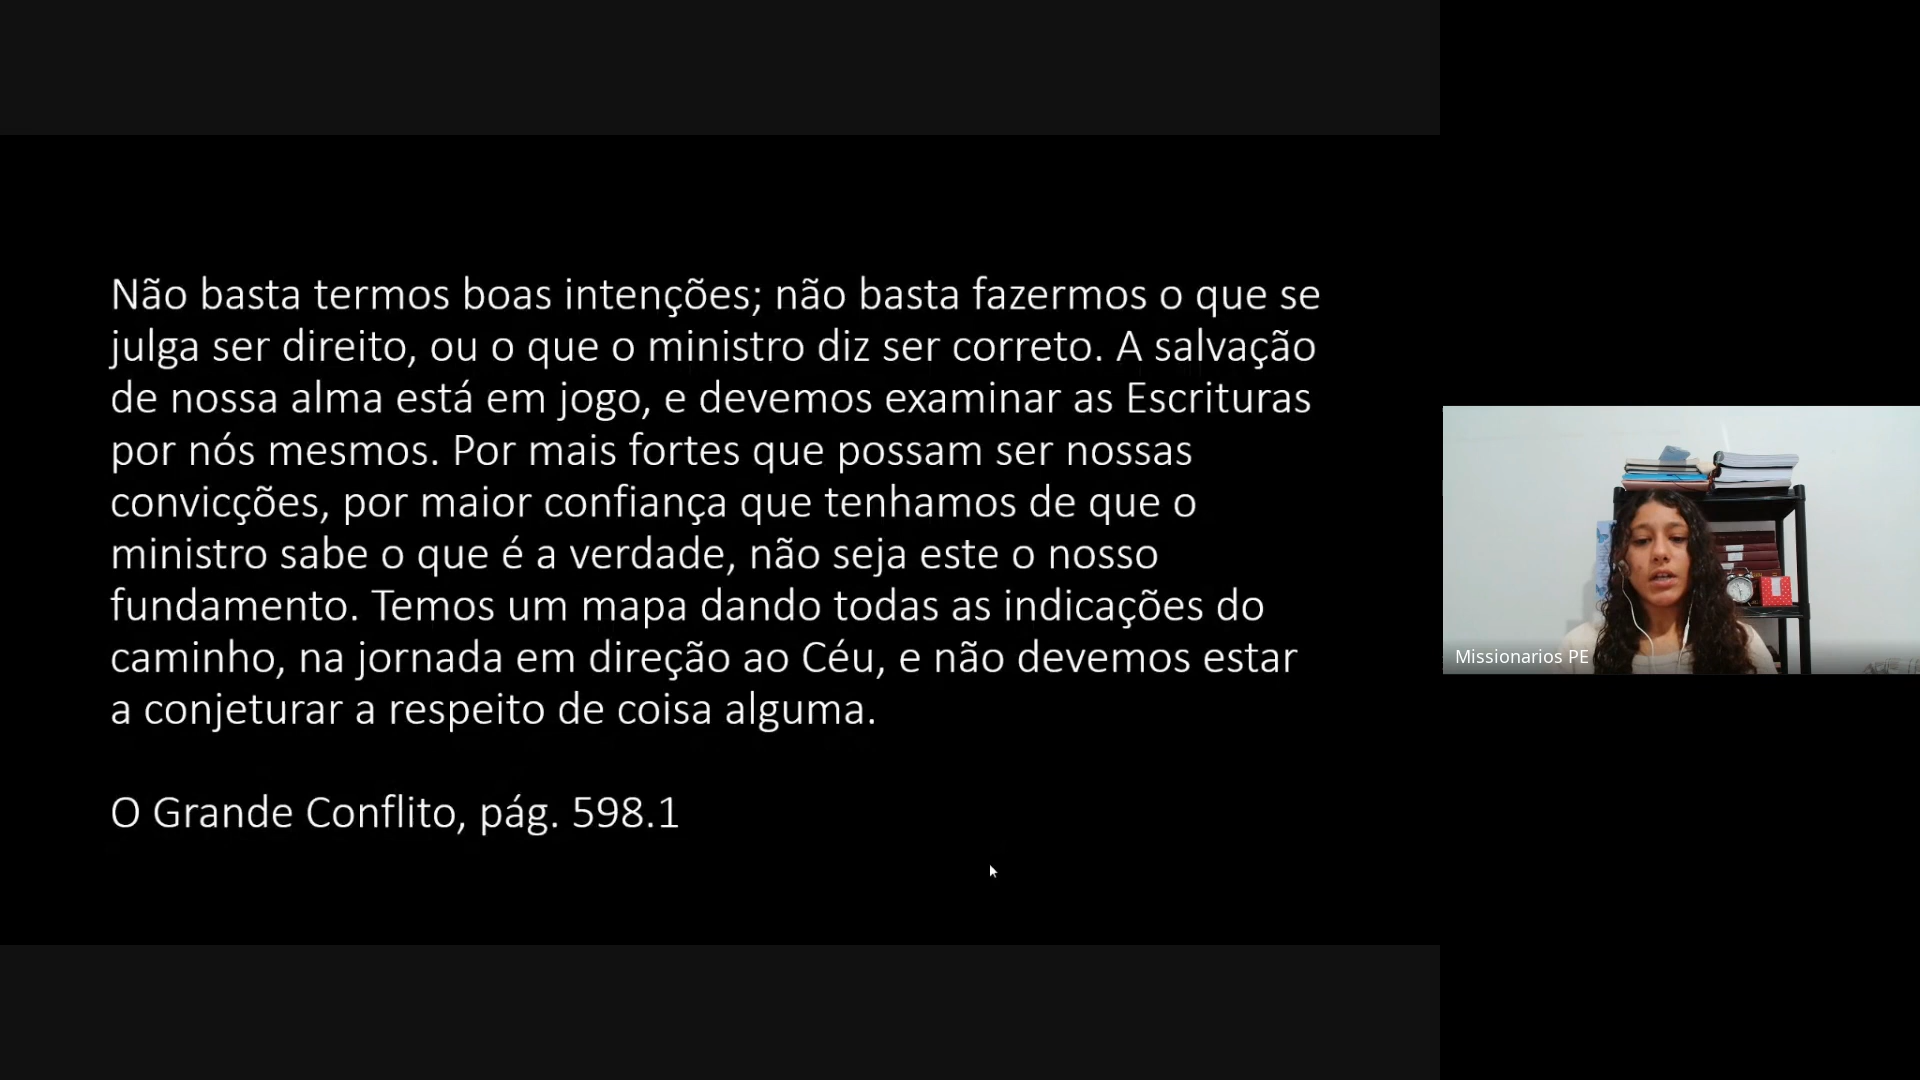 Não basta termos boas intenções; não basta fazermos o que se
julga ser direito, ou o que o ministro diz ser correto. A salvação
de nossa alma está em jogo, e devemos examinar as Escrituras
por nós mesmos. Por mais fortes que possam ser nossas
convicções, por maior confiança que tenhamos de que o
ministro sabe o que é a verdade, não seja este o nosso
fundamento. Temos um mapa dando todas as indicações do
caminho, na jornada em direção ao Céu, e não devemos estar
a conjeturar a respeito de coisa alguma.
O Grande Conflito, pág. 598.1
Missionarios PE